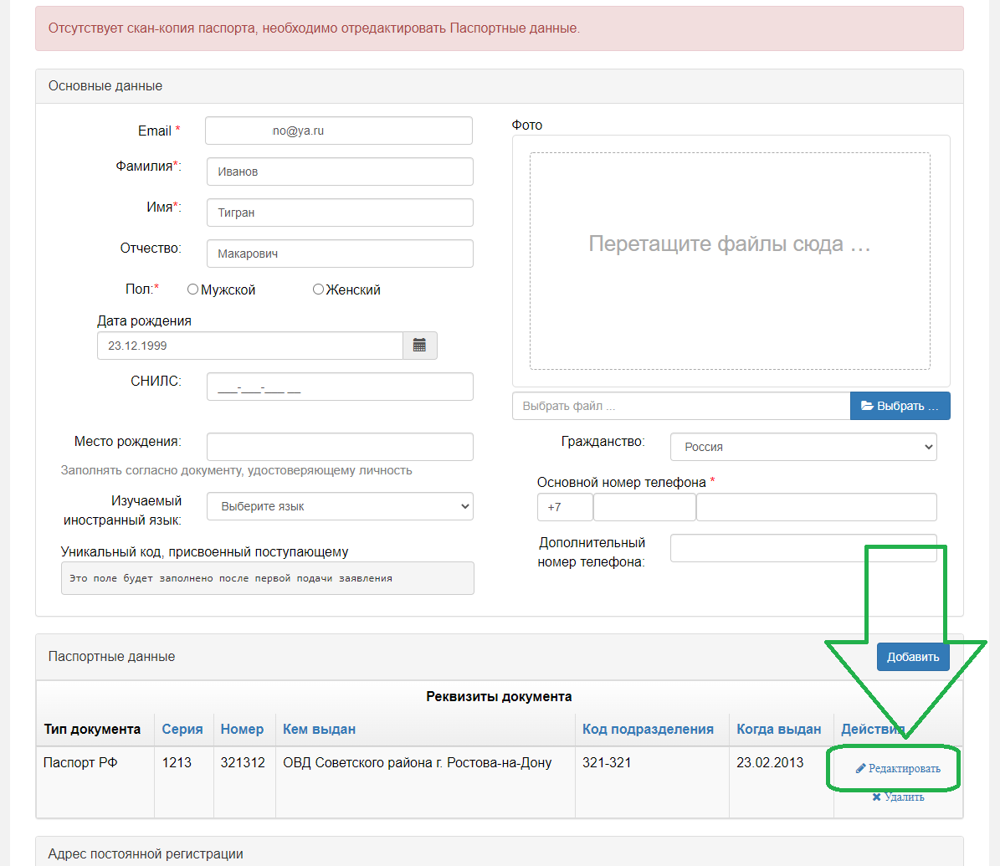 Отсутствует скан-копия паспорта, необходимо отредактировать Паспортные данные.
Основные данные
Email *
no@ya.ru
Фамилия*:
Иванов
Имя*:
Тигран
Отчество:
Макарович
Пол:*
Мужской
Женский
Дата рождения
23.12.1999
СНИЛС:
___-___-___ __
Фото
Перетащите файлы сюда …
Выбрать файл ...
Выбрать …
Место рождения:
Заполнять согласно документу, удостоверяющему личность
Гражданство:
Россия
Изучаемый
иностранный язык:
Выберите язык
Основной номер телефона *
+7
Дополнительный
номер телефона:
Уникальный код, присвоенный поступающему
Это поле будет заполнено после первой подачи заявления
Паспортные данные
Добавить
Реквизиты документа
Тип документа Серия Номер Кем выдан Код подразделения Когда выдан Действия
Паспорт РФ 1213 321312 ОВД Советского района г. Ростова-на-Дону 321-321 23.02.2013
Редактировать
Удалить
Адрес постоянной регистрации